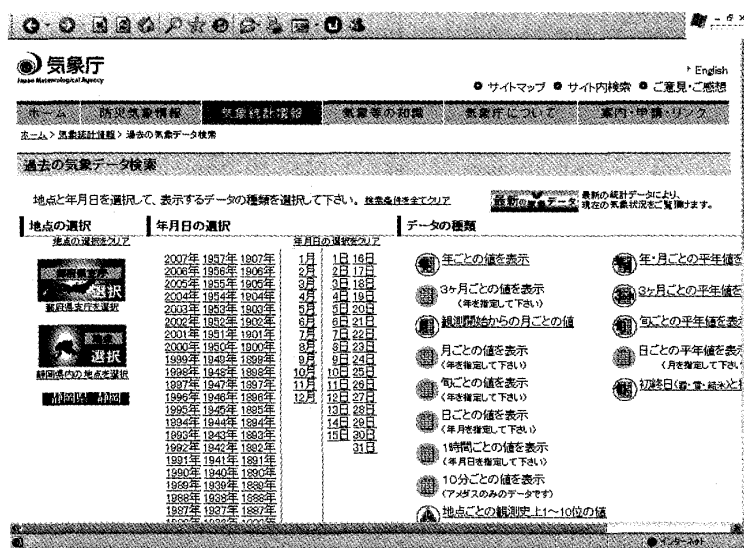 気象庁
Japan Meteorological Agency
English
サイトマップ サイト内検索 ご意見・ご感想
ホーム 防災気象情報 気象統計情報 気象等の知識 気象庁について 案内・申請・リンク
ホーム > 気象統計情報 > 過去の気象データ検索
過去の気象データ検索
地点と年月日を選択して、表示するデータの種類を選択して下さい。 検索条件を全てクリア
最新の気象データ 最新の統計データにより、
現在の気象状況をご覧頂けます。
地点の選択 年月日の選択 データの種類
地点の選択をクリア 年月日の選択をクリア
都府県支庁
選択
都府県支庁を選択
地点
選択
静岡県内の地点を選択
静岡県 静岡
2007年 1957年 1907年
2006年 1956年 1906年
2005年 1955年 1905年
2004年 1954年 1904年
2003年 1953年 1903年
2002年 1952年 1902年
2001年 1951年 1901年
2000年 1950年 1900年
1999年 1949年 1899年
1998年 1948年 1898年
1997年 1947年 1897年
1996年 1946年 1896年
1995年 1945年 1895年
1994年 1944年 1894年
1993年 1943年 1893年
1992年 1942年 1892年
1991年 1941年 1891年
1990年 1940年 1890年
1989年 1939年 1889年
1988年 1938年 1888年
1987年 1937年 1887年
1月
2月
3月
4月
5月
6月
7月
8月
9月
10月
11月
12月
1日 16日
2日 17日
3日 18日
4日 19日
5日 20日
6日 21日
7日 22日
8日 23日
9日 24日
10日 25日
11日 26日
12日 27日
13日 28日
14日 29日
15日 30日
31日
年ごとの値を表示
3ヶ月ごとの値を表示
(年を指定して下さい)
観測開始からの月ごとの値
月ごとの値を表示
(年を指定して下さい)
旬ごとの値を表示
(年を指定して下さい)
日ごとの値を表示
(年月を指定して下さい)
1時間ごとの値を表示
(年月日を指定して下さい)
10分ごとの値を表示
(アメダスのみのデータです)
地点ごとの観測史上1~10位の値
年・月ごとの平年値を
3ヶ月ごとの平年値を
旬ごとの平年値を表
日ごとの平年値を表
(月を指定して下さい
初終日(霜・雪・結氷)と
インターネット